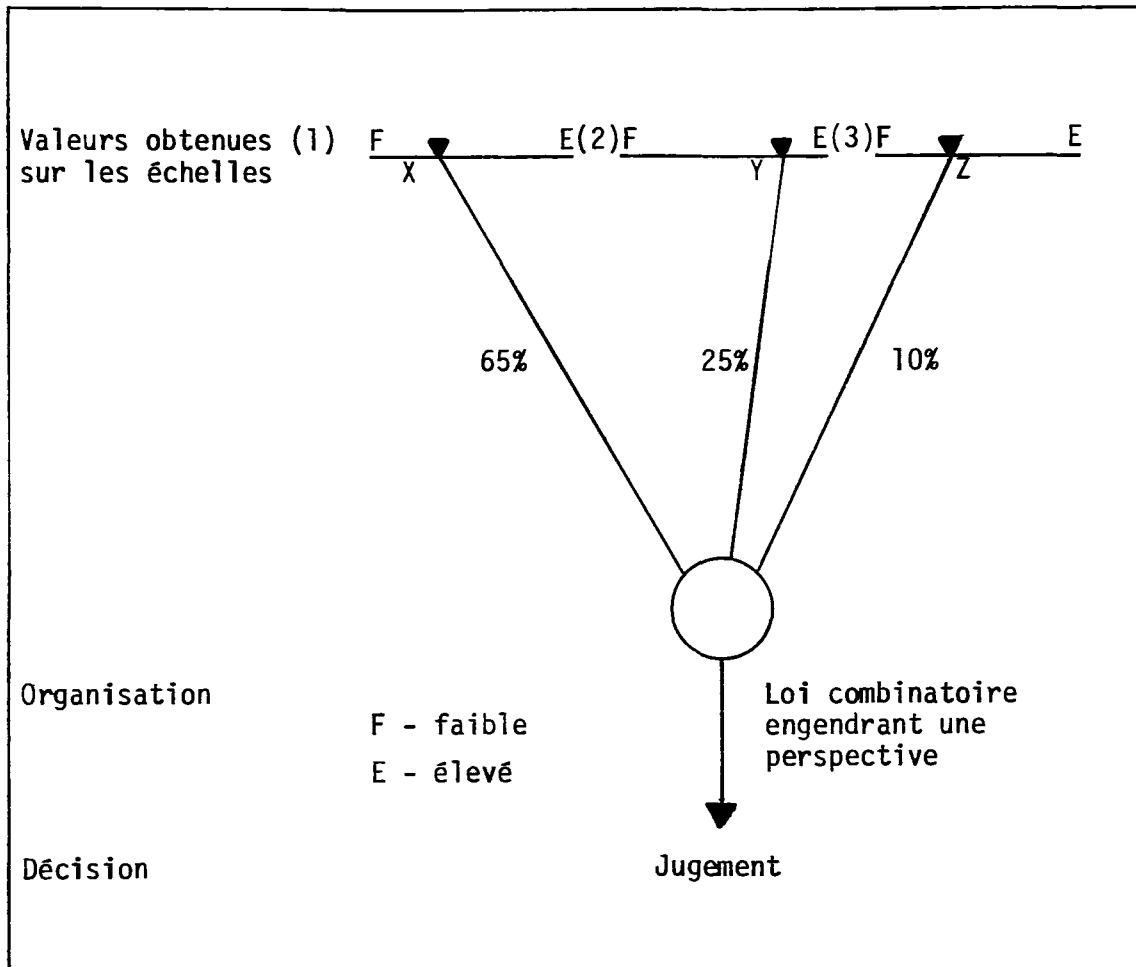 Valeurs obtenues (1) F E(2)F E(3)F E
sur les échelles X Y Z
65% 25% 10%
Organisation
Loi combinatoire
engendrant une
perspective
F - faible
E - élevé
Décision
Jugement